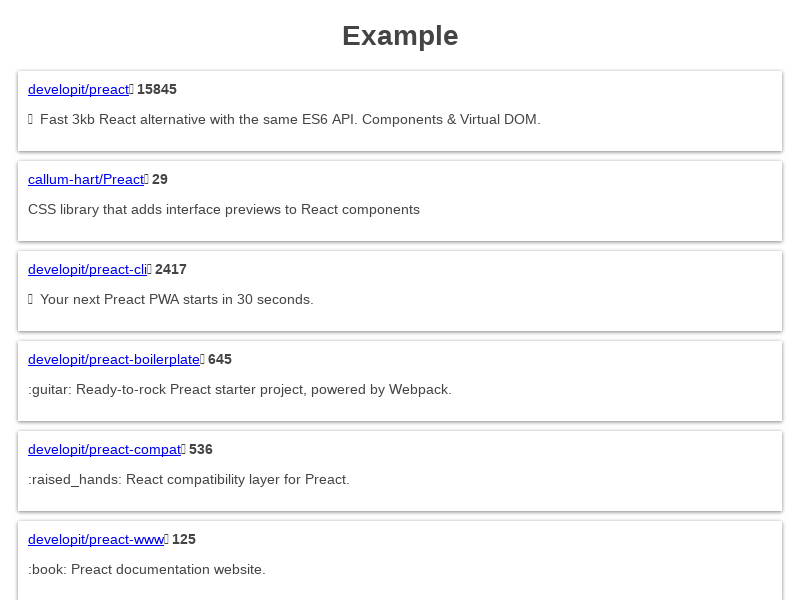 Example
developit/preact 15845
Fast 3kb React alternative with the same ES6 API. Components & Virtual DOM.
callum-hart/Preact 29
CSS library that adds interface previews to React components
developit/preact-cli 2417
Your next Preact PWA starts in 30 seconds.
developit/preact-boilerplate 645
:guitar: Ready-to-rock Preact starter project, powered by Webpack.
developit/preact-compat 536
:raised_hands: React compatibility layer for Preact.
developit/preact-www 125
:book: Preact documentation website.